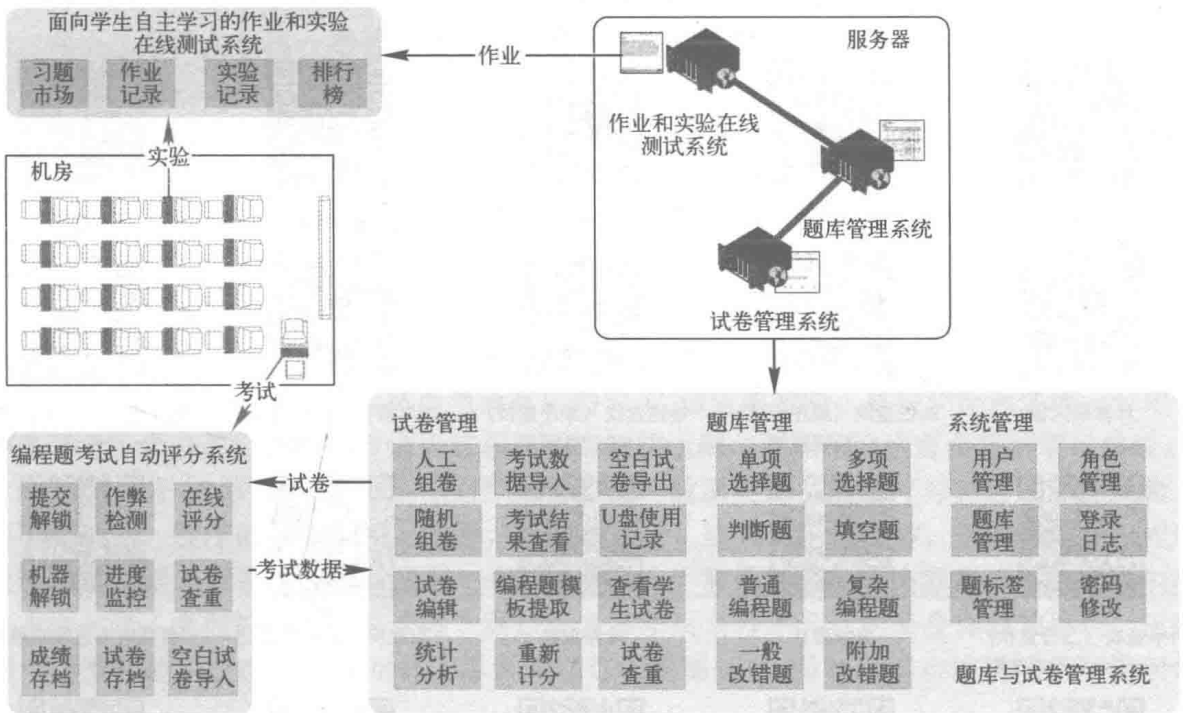 面向学生自主学习的作业和实验
在线测试系统
习题
市场
作业
记录
实验
记录
排行
榜
作业
服务器
作业和实验在线
测试系统
题库管理系统
试卷管理系统
实验
机房
考试
编程题考试自动评分系统
提交
解锁
作弊
检测
在线
评分
机器
解锁
进度
监控
试卷
查重
成绩
存档
试卷
存档
空白试
卷导入
试卷
考试数据
试卷管理
人工
组卷
考试数
据导入
空白试
卷导出
随机
组卷
考试结
果查看
U盘使用
记录
试卷
编辑
编程题模
板提取
查看学
生试卷
统计
分析
重新
计分
试卷
查重
题库管理
单项
选择题
多项
选择题
判断题
填空题
普通
编程题
复杂
编程题
一般
改错题
附加
改错题
系统管理
用户
管理
角色
管理
题库
管理
登录
日志
题标签
管理
密码
修改
题库与试卷管理系统